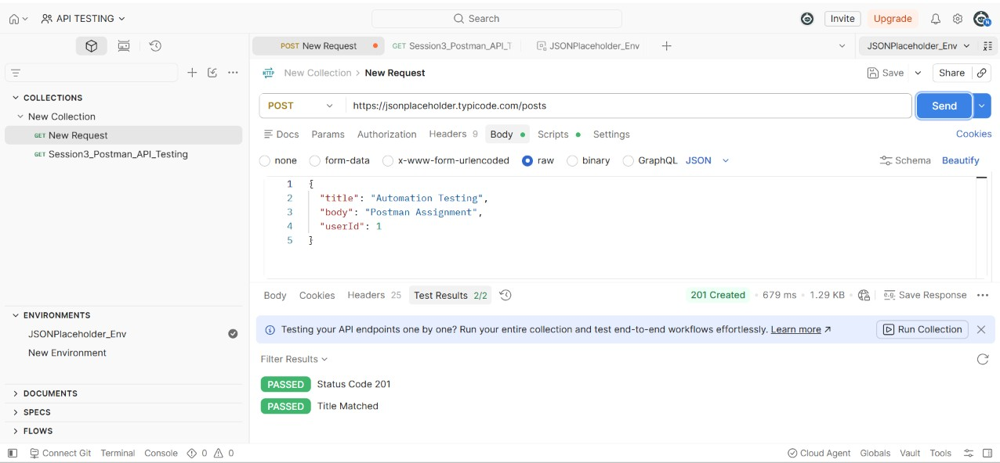 API TESTING
Search
Invite
Upgrade
POST New Request
GET Session3_Postman_API_T
JSONPlaceholder_Env
JSONPlaceholder_Env
HTTP New Collection > New Request
Save
Share
COLLECTIONS
New Collection
GET New Request
GET Session3_Postman_API_Testing
POST
https://jsonplaceholder.typicode.com/posts
Send
Docs Params Authorization Headers 9 Body Scripts Settings
Cookies
none form-data x-www-form-urlencoded raw binary GraphQL JSON
Schema Beautify
1 {
2 "title": "Automation Testing",
3 "body": "Postman Assignment",
4 "userId": 1
5 }
Body Cookies Headers 25 Test Results 2/2
201 Created • 679 ms • 1.29 KB
e.g. Save Response
ENVIRONMENTS
JSONPlaceholder_Env
New Environment
Testing your API endpoints one by one? Run your entire collection and test end-to-end workflows effortlessly. Learn more ↗
Run Collection
Filter Results
PASSED Status Code 201
PASSED Title Matched
DOCUMENTS
SPECS
FLOWS
Connect Git Terminal Console 0 0
Cloud Agent Globals Vault Tools